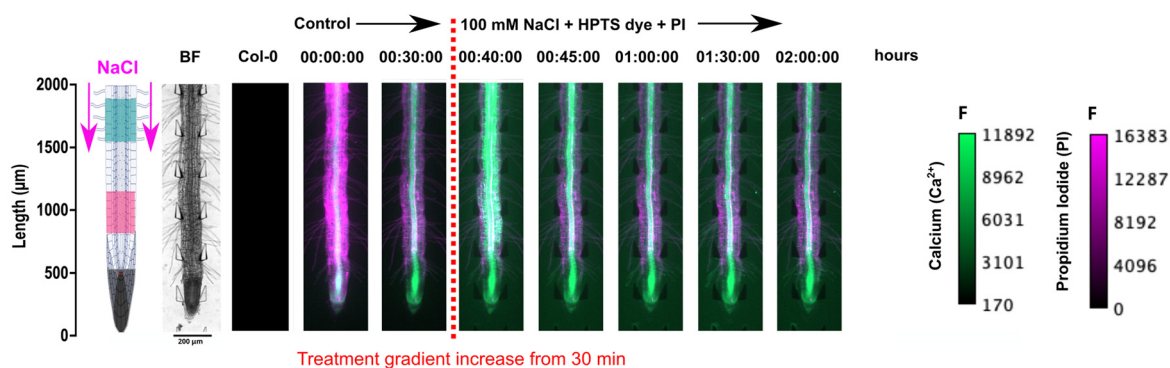 Control
100 mM NaCl + HPTS dye + PI
NaCl
BF
Col-0
00:00:00
00:30:00
00:40:00
00:45:00
01:00:00
01:30:00
02:00:00
hours
Length (µm)
2000
1500
1000
500
0
200 µm
Treatment gradient increase from 30 min
Calcium (Ca²⁺)
F
11892
8962
6031
3101
170
Propidium Iodide (PI)
F
16383
12287
8192
4096
0